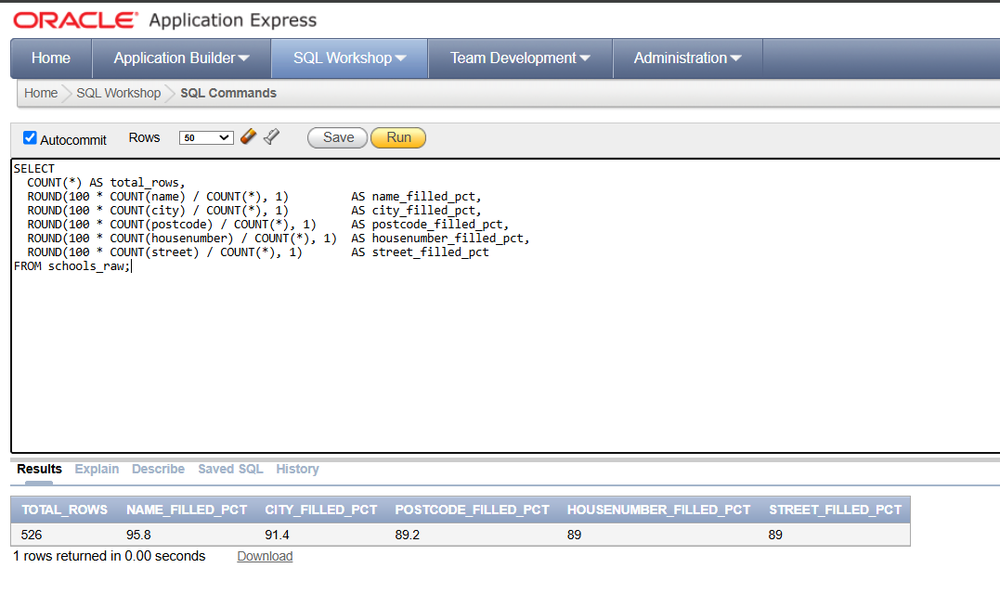 ORACLE® Application Express
Home Application Builder SQL Workshop Team Development Administration
Home SQL Workshop SQL Commands
Autocommit Rows 50 Save Run
SELECT
  COUNT(*) AS total_rows,
  ROUND(100 * COUNT(name) / COUNT(*), 1)         AS name_filled_pct,
  ROUND(100 * COUNT(city) / COUNT(*), 1)         AS city_filled_pct,
  ROUND(100 * COUNT(postcode) / COUNT(*), 1)     AS postcode_filled_pct,
  ROUND(100 * COUNT(housenumber) / COUNT(*), 1)  AS housenumber_filled_pct,
  ROUND(100 * COUNT(street) / COUNT(*), 1)       AS street_filled_pct
FROM schools_raw;
Results Explain Describe Saved SQL History
TOTAL_ROWS NAME_FILLED_PCT CITY_FILLED_PCT POSTCODE_FILLED_PCT HOUSENUMBER_FILLED_PCT STREET_FILLED_PCT
526 95.8 91.4 89.2 89 89
1 rows returned in 0.00 seconds Download